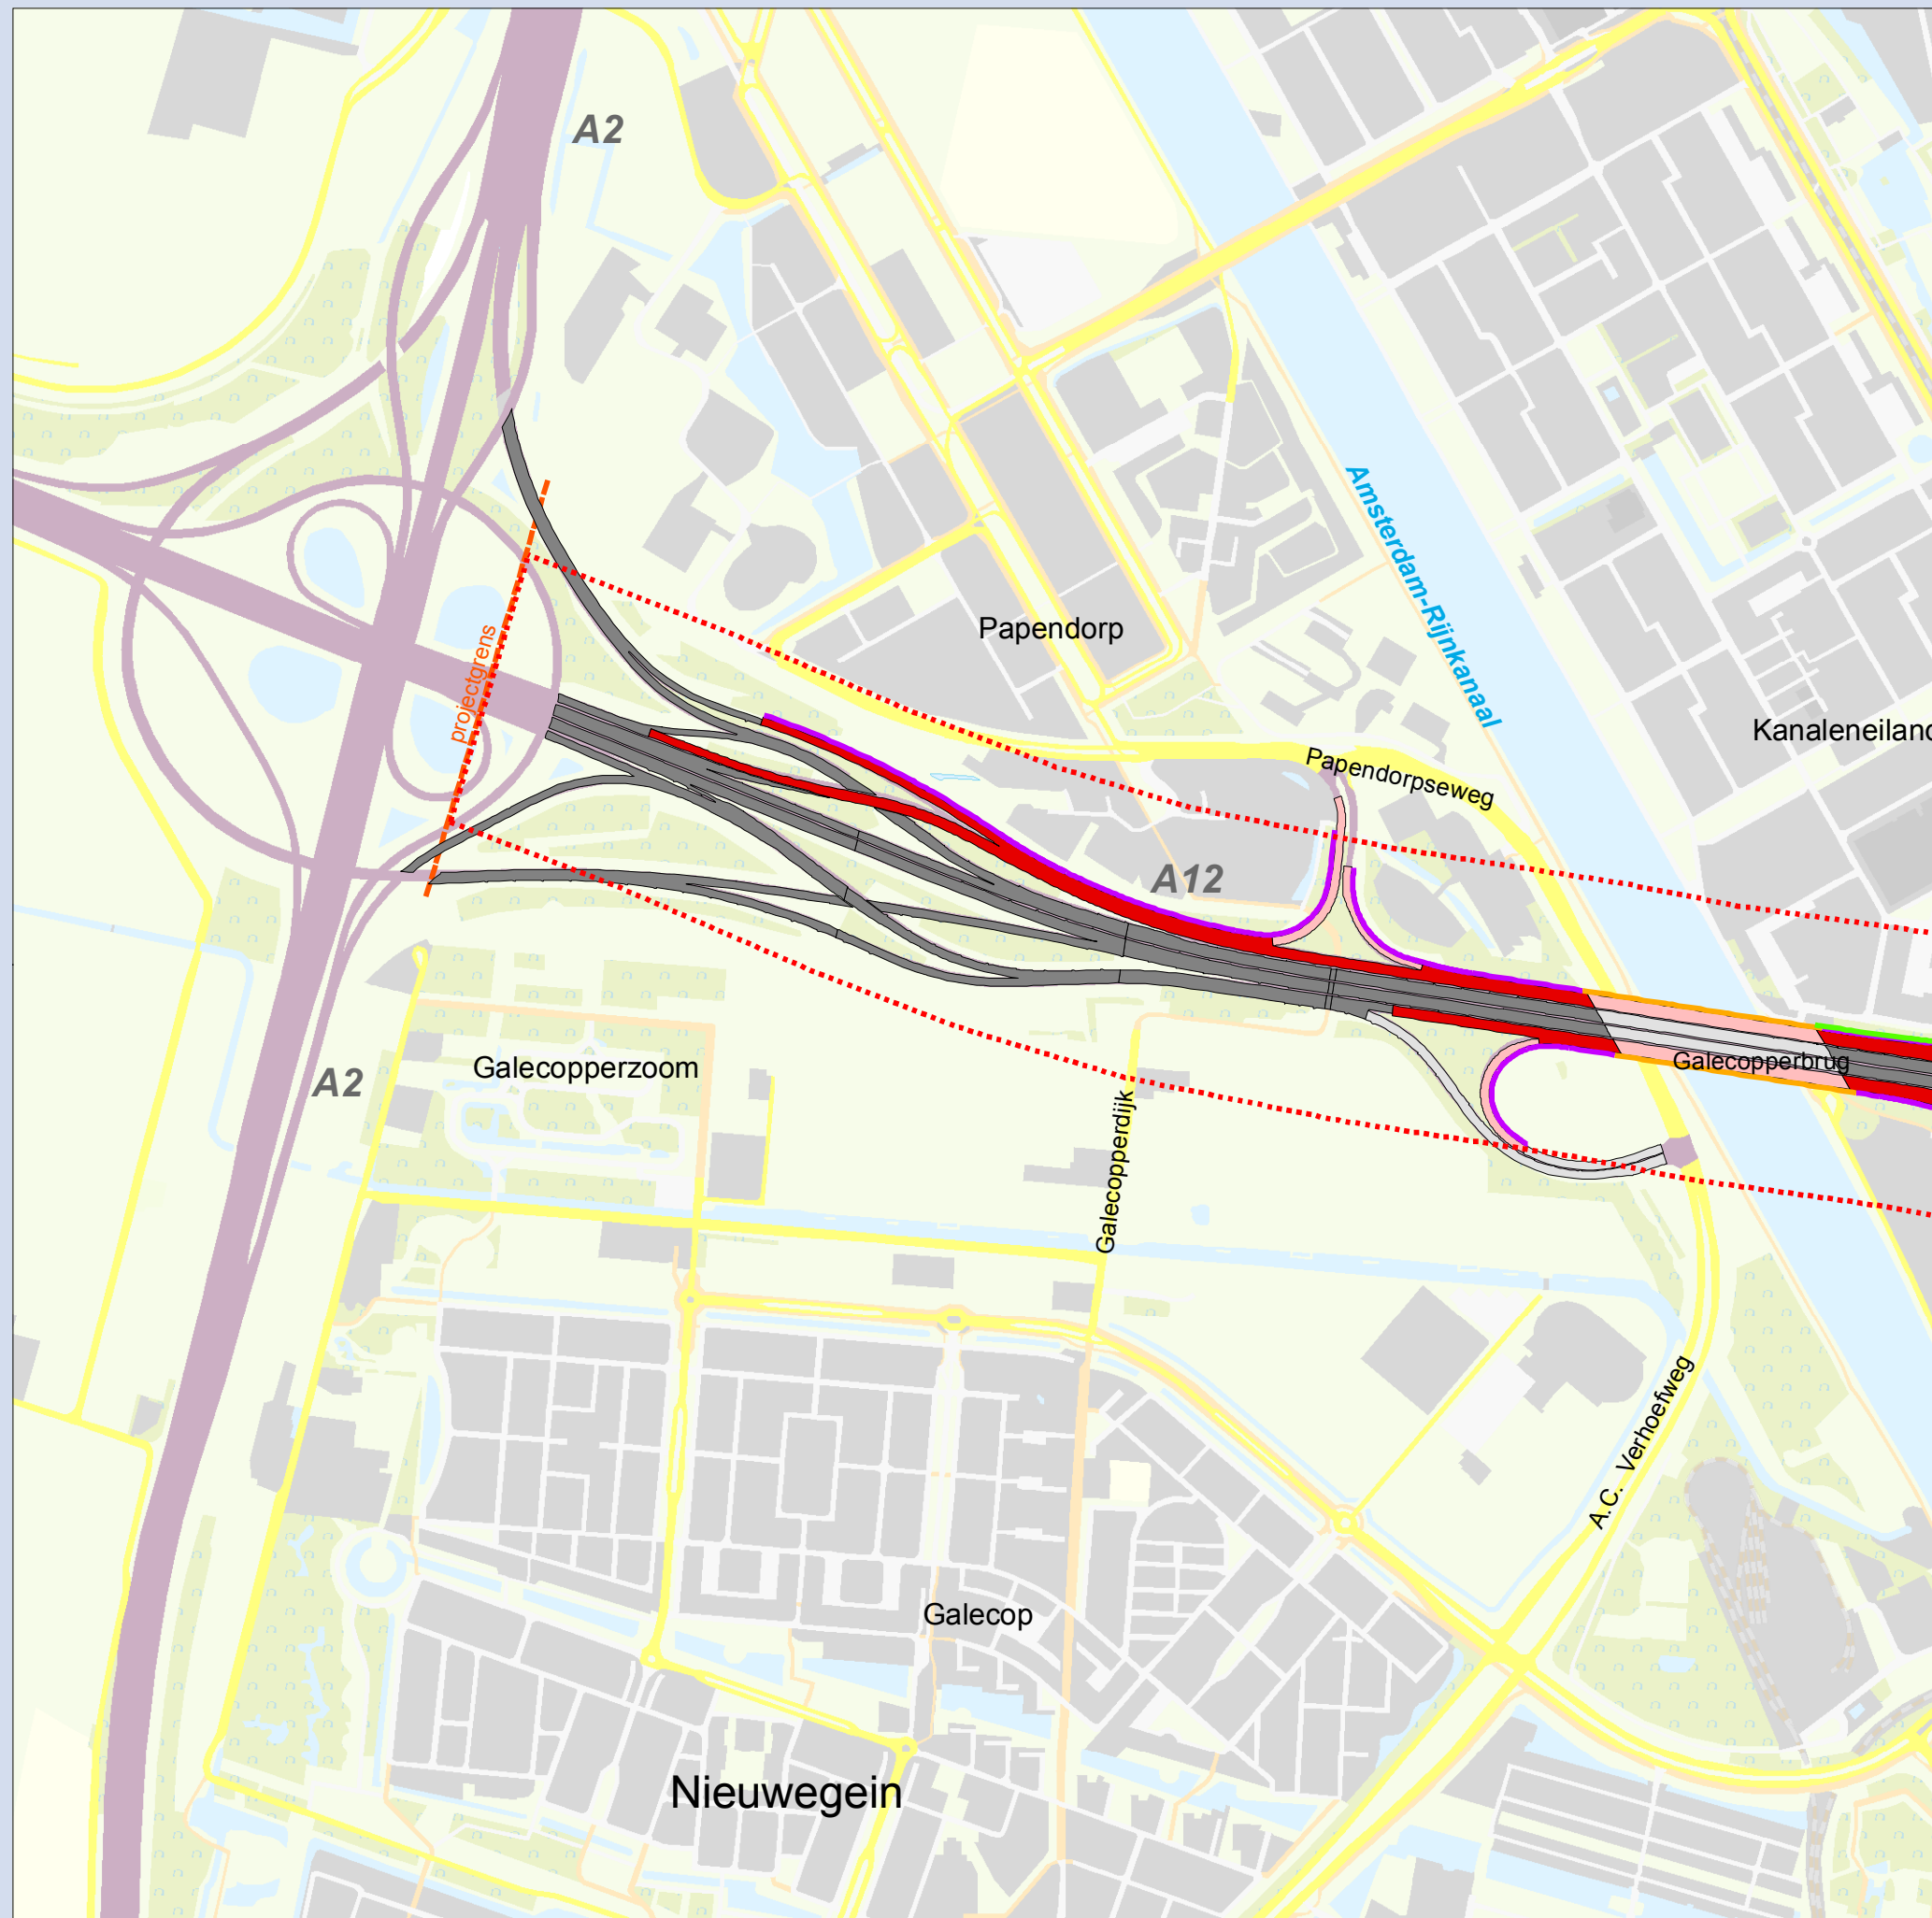 A2
Amsterdam-Rijnkanaal
Papendorp
projectgrens
Kanaleneiland
Papendorpseweg
A12
Galecopperbrug
Galecopperzoom
A2
Galecopperdijk
A.C. Verhoefweg
Galecop
Nieuwegein